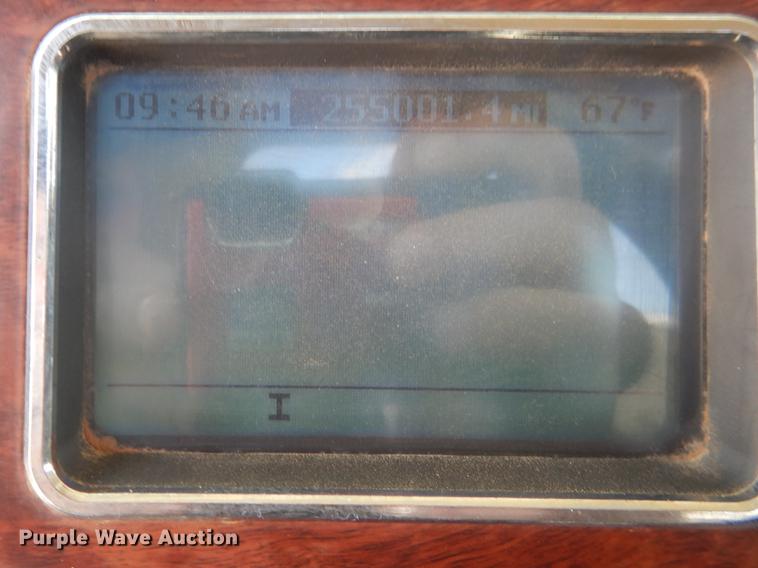 09:46 AM 255001.4 MI 67°F
I
Purple Wave Auction